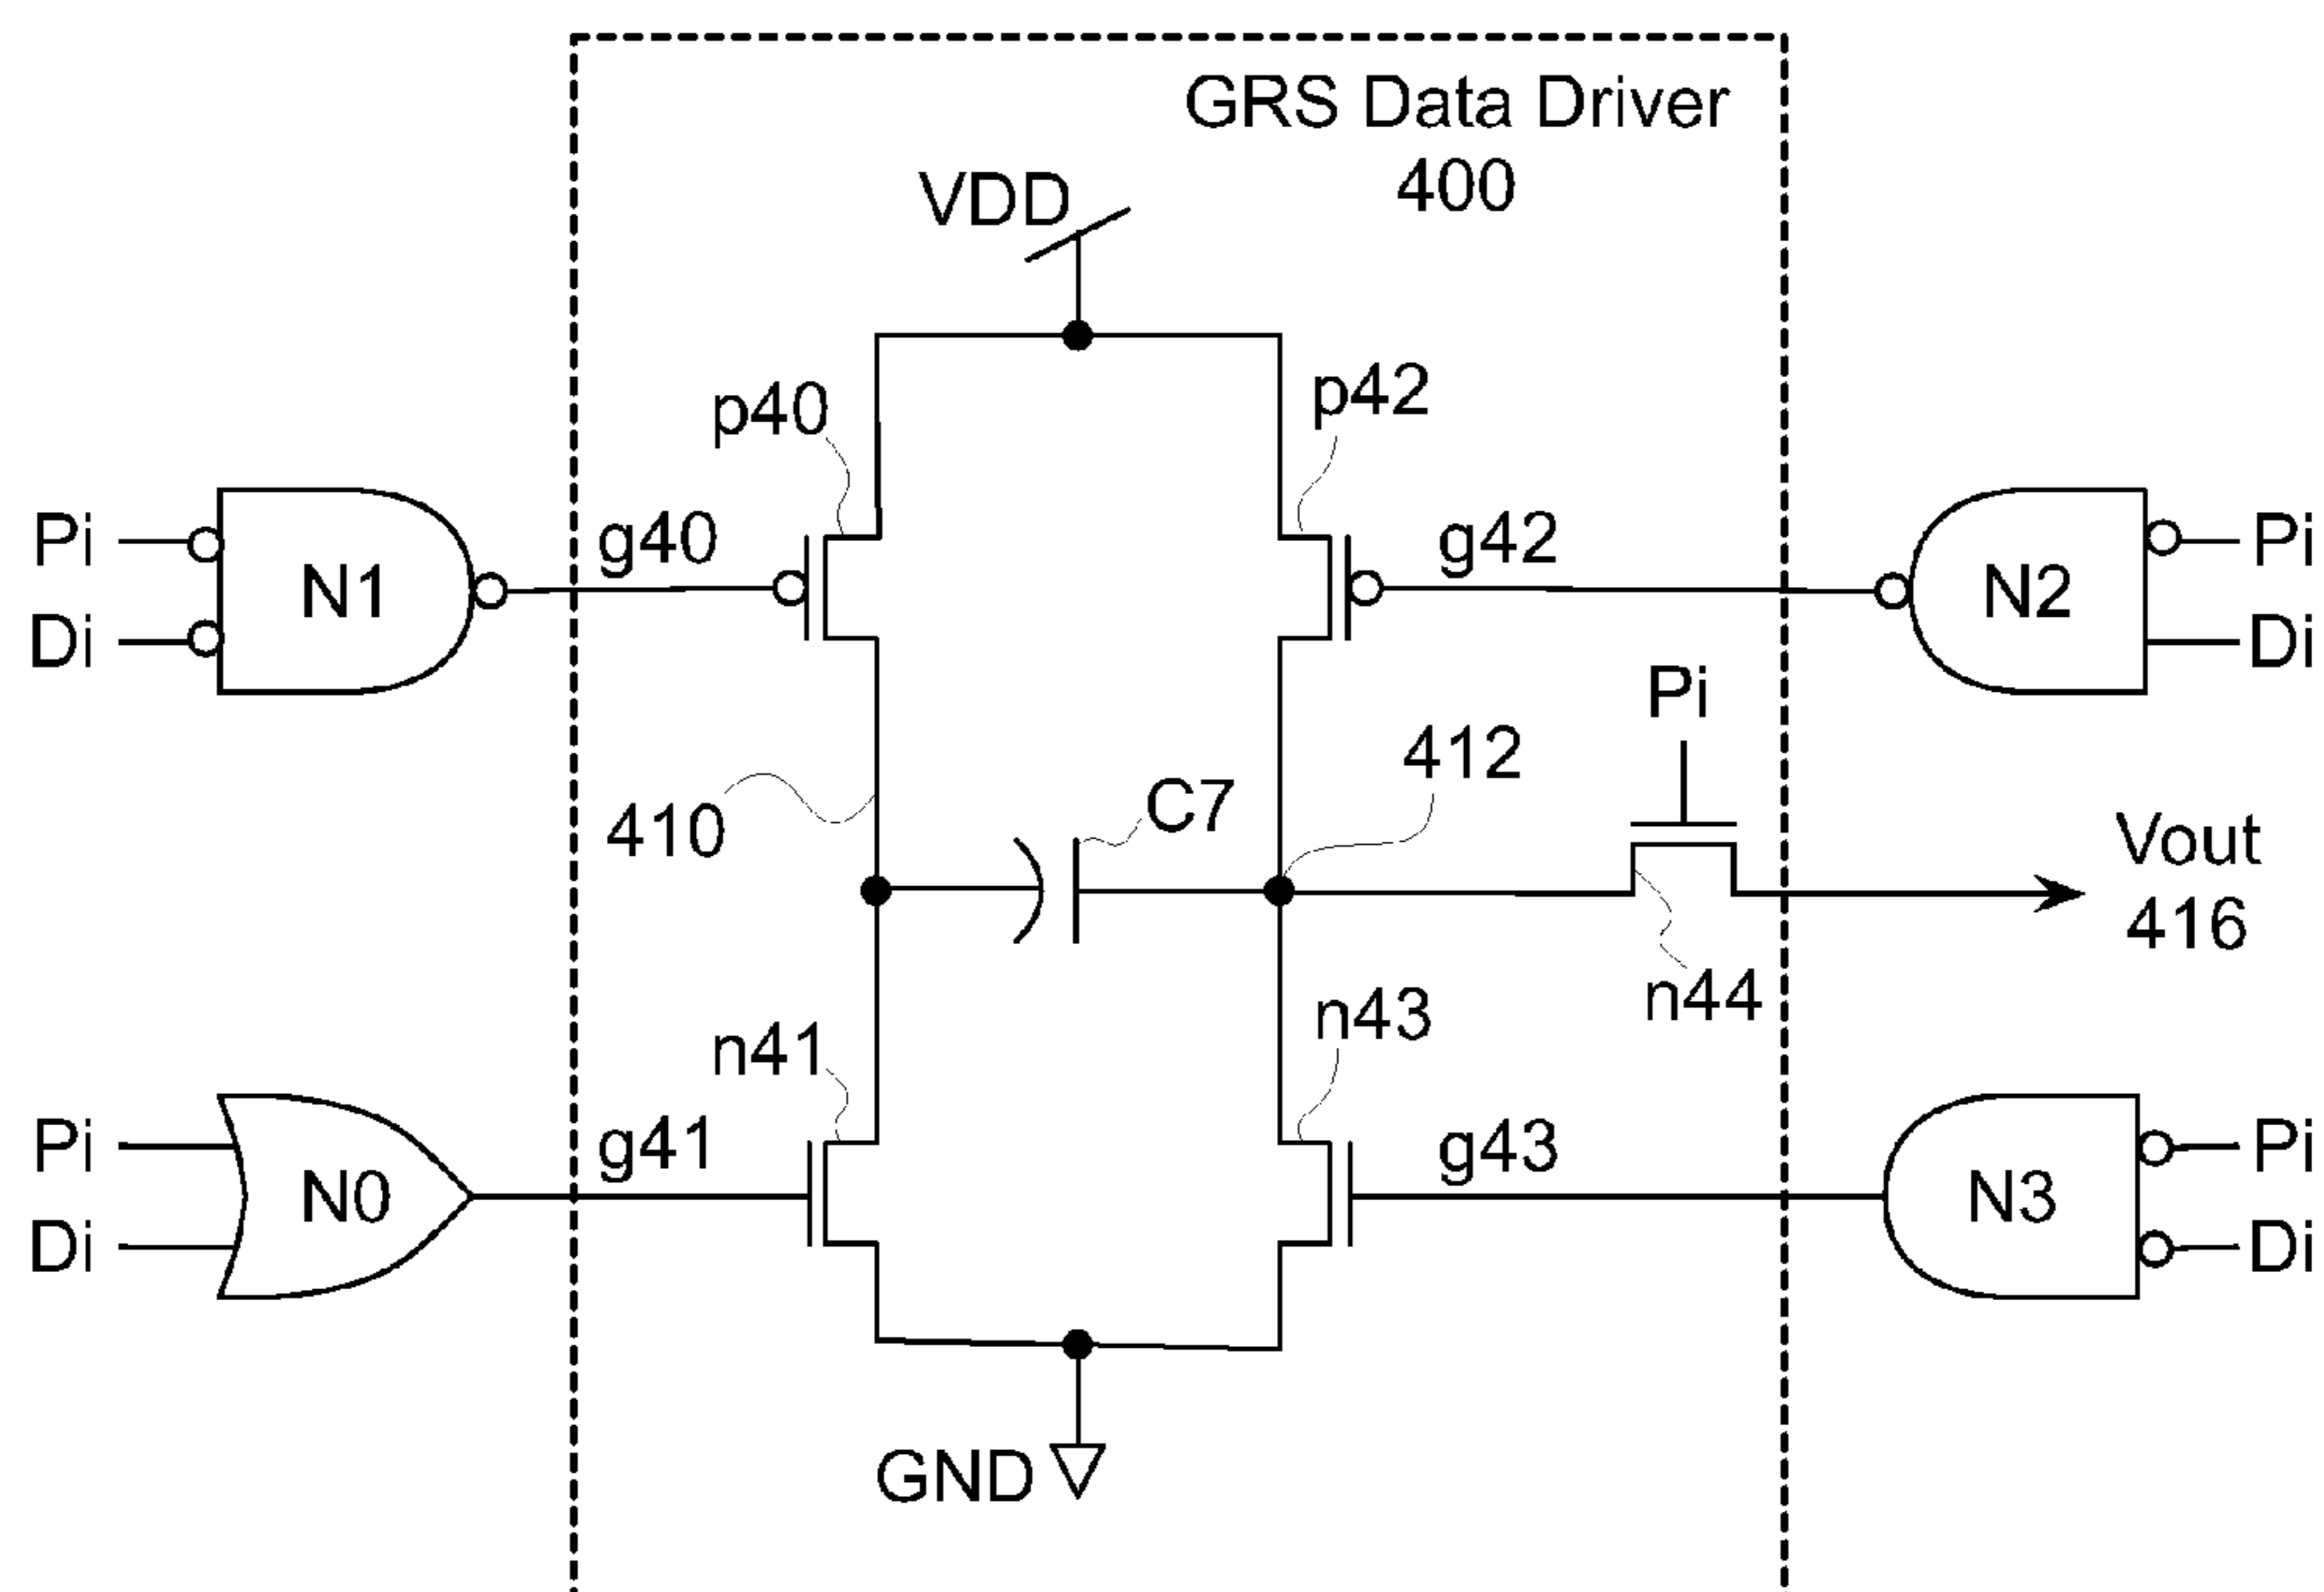 GRS Data Driver
400
VDD
p40
p42
Pi
g40
g42
Pi
N1
N2
Di
Di
Pi
412
C7
410
Vout
416
n44
n41
n43
Pi
g41
g43
Pi
N0
N3
Di
Di
GND